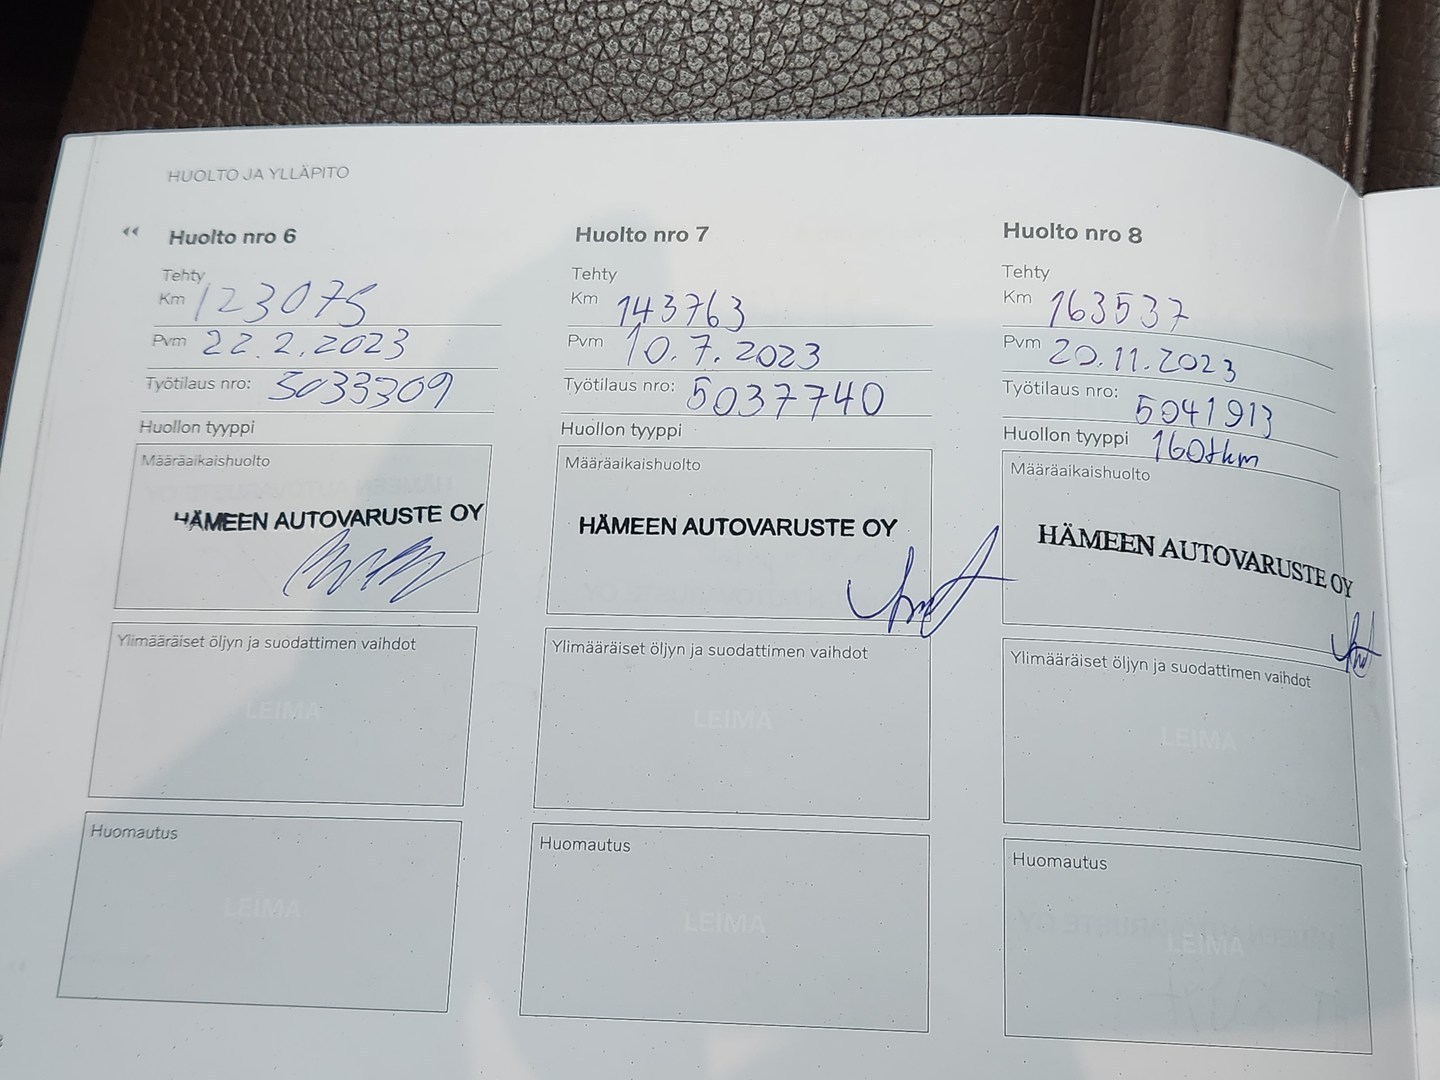 HUOLTO JA YLLÄPITO
Huolto nro 6
Tehty
Km 123075
Pvm 22.2.2023
Työtilaus nro: 5033309
Huollon tyyppi
Määräaikaishuolto
HÄMEEN AUTOVARUSTE OY
Ylimääräiset öljyn ja suodattimen vaihdot
LEIMA
Huomautus
LEIMA
Huolto nro 7
Tehty
Km 143763
Pvm 10.7.2023
Työtilaus nro: 5037740
Huollon tyyppi
Määräaikaishuolto
HÄMEEN AUTOVARUSTE OY
Ylimääräiset öljyn ja suodattimen vaihdot
LEIMA
Huomautus
LEIMA
Huolto nro 8
Tehty
Km 163537
Pvm 20.11.2023
Työtilaus nro: 5041913
Huollon tyyppi 160tkm
Määräaikaishuolto
HÄMEEN AUTOVARUSTE OY
Ylimääräiset öljyn ja suodattimen vaihdot
LEIMA
Huomautus
LEIMA